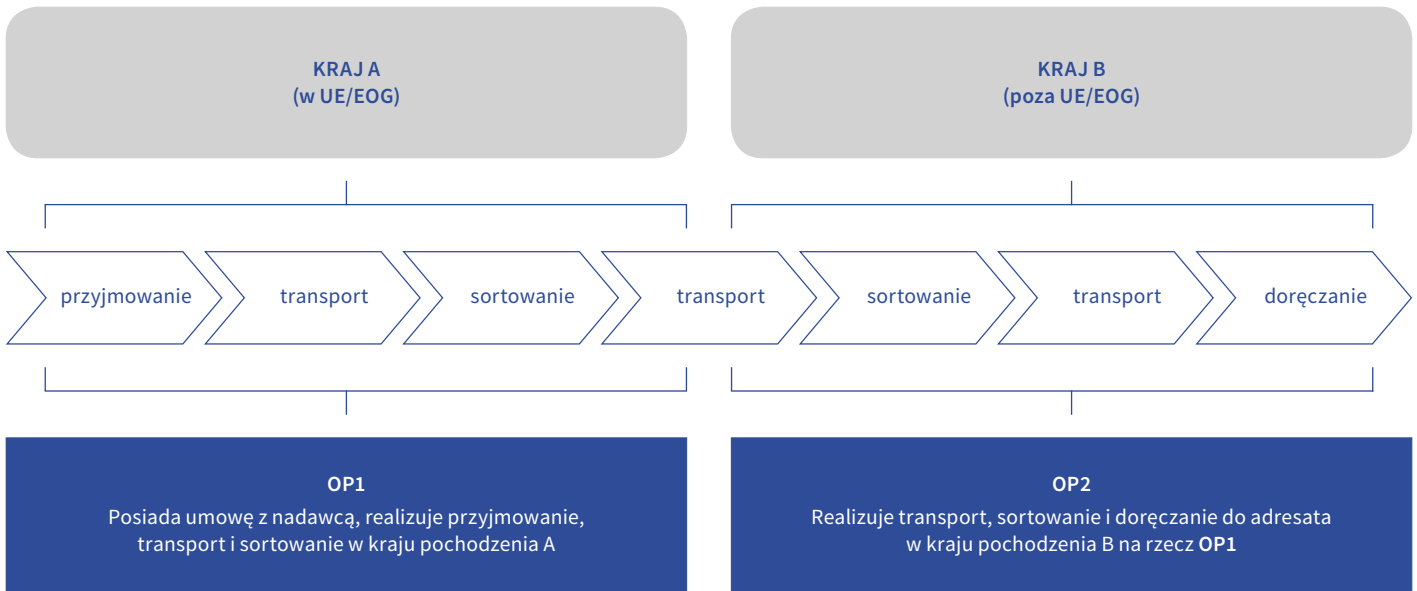 KRAJ A
(w UE/EOG)
KRAJ B
(poza UE/EOG)
przyjmowanie
transport
sortowanie
transport
sortowanie
transport
doręczanie
OP1
Posiada umowę z nadawcą, realizuje przyjmowanie,
transport i sortowanie w kraju pochodzenia A
OP2
Realizuje transport, sortowanie i doręczanie do adresata
w kraju pochodzenia B na rzecz OP1